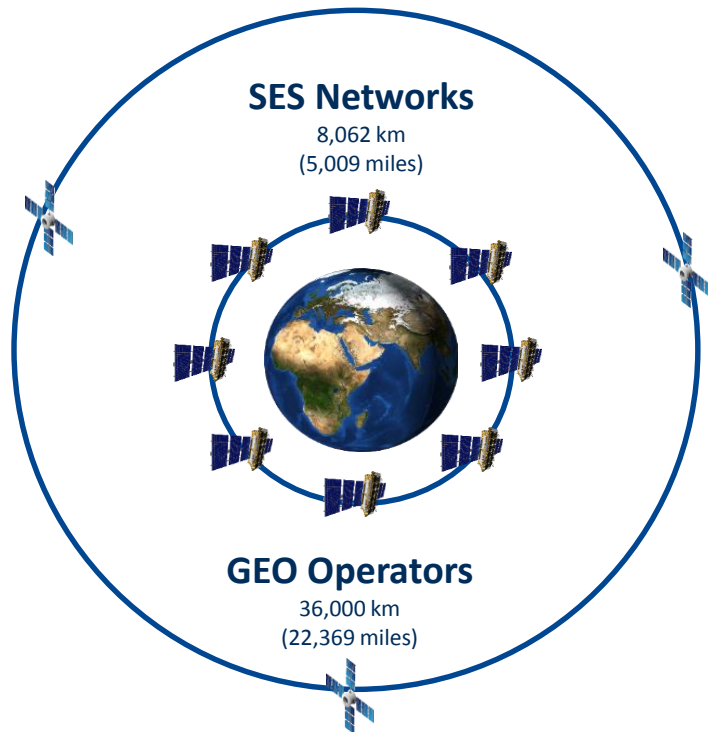 SES Networks
8,062 km
(5,009 miles)
GEO Operators
36,000 km
(22,369 miles)